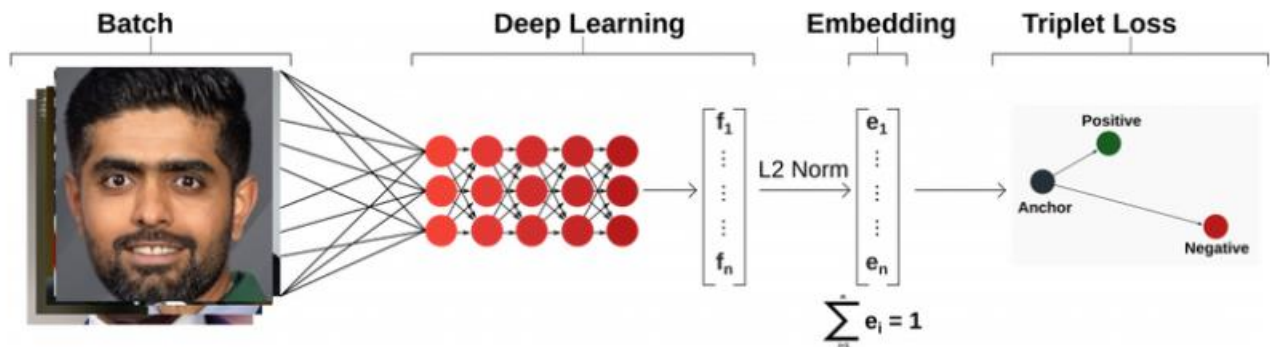 Batch
Deep Learning
Embedding
Triplet Loss
f₁
⋮
⋮
⋮
fₙ
L2 Norm
e₁
⋮
⋮
⋮
eₙ
∑ eᵢ = 1
Positive
Anchor
Negative